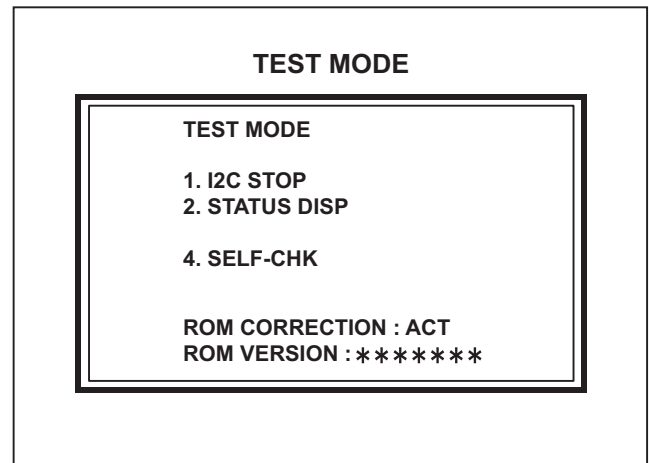 TEST MODE
TEST MODE
1. I2C STOP
2. STATUS DISP
4. SELF-CHK
ROM CORRECTION : ACT
ROM VERSION : *******